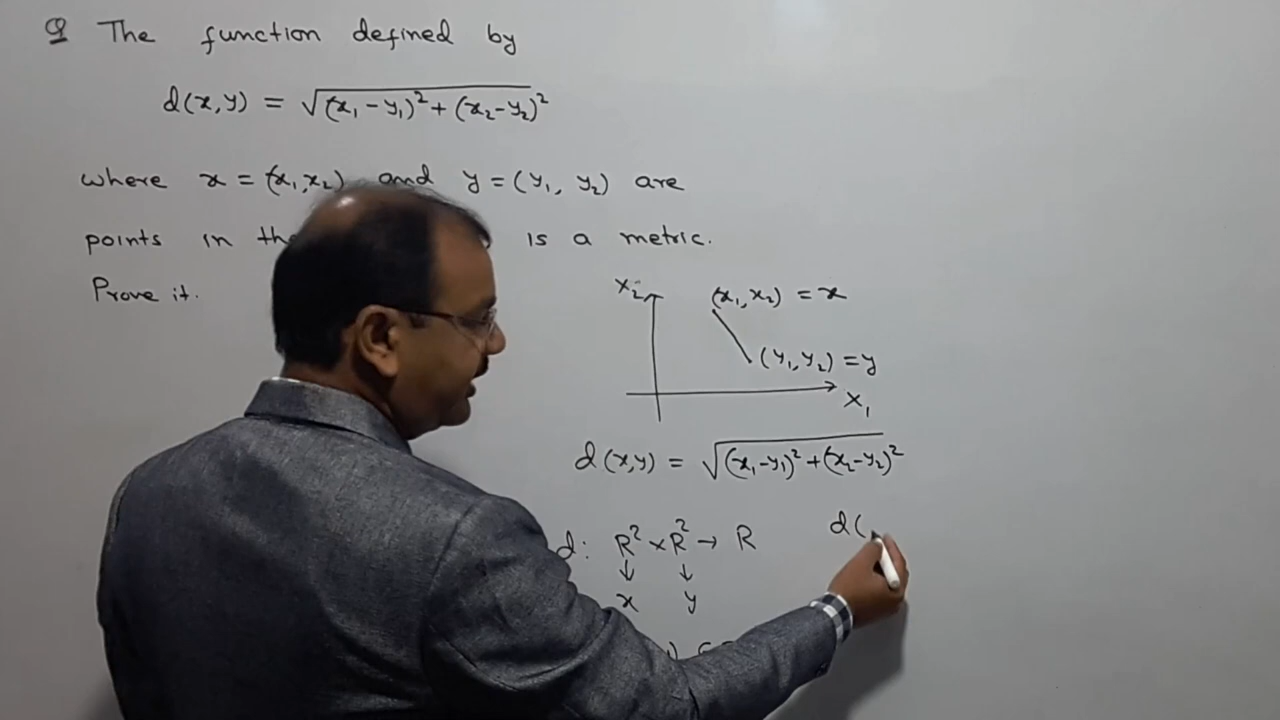 Q The function defined by
d(x,y) = √(x₁-y₁)²+(x₂-y₂)²
where x = (x₁,x₂) and y = (y₁, y₂) are
points in the is a metric.
Prove it.
X₂
(x₁,x₂) = x
(y₁,y₂) = y
X₁
d(x,y) = √(x₁-y₁)²+(x₂-y₂)²
d: R²×R² → R
↓ ↓
x y
d(